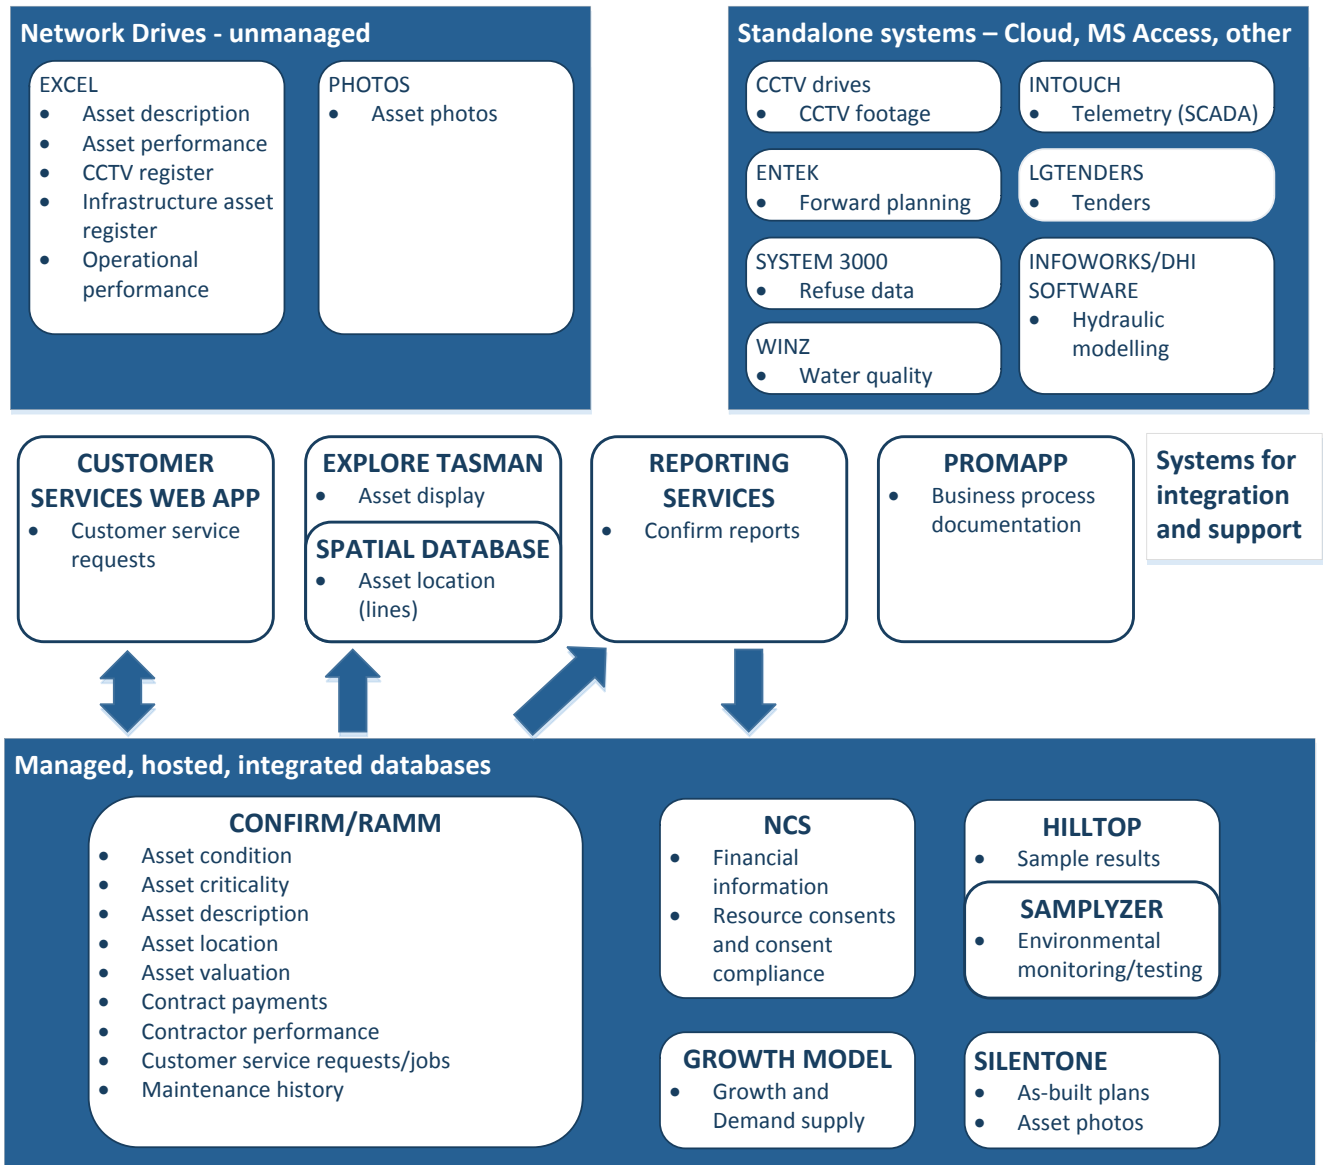 Network Drives - unmanaged
EXCEL
• Asset description
• Asset performance
• CCTV register
• Infrastructure asset
register
• Operational
performance
PHOTOS
• Asset photos
Standalone systems – Cloud, MS Access, other
CCTV drives
• CCTV footage
INTOUCH
• Telemetry (SCADA)
ENTEK
• Forward planning
LGTENDERS
• Tenders
SYSTEM 3000
• Refuse data
INFOWORKS/DHI
SOFTWARE
• Hydraulic
modelling
WINZ
• Water quality
CUSTOMER
SERVICES WEB APP
• Customer service
requests
EXPLORE TASMAN
• Asset display
SPATIAL DATABASE
• Asset location
(lines)
REPORTING
SERVICES
• Confirm reports
PROMAPP
• Business process
documentation
Systems for
integration
and support
Managed, hosted, integrated databases
CONFIRM/RAMM
• Asset condition
• Asset criticality
• Asset description
• Asset location
• Asset valuation
• Contract payments
• Contractor performance
• Customer service requests/jobs
• Maintenance history
NCS
• Financial
information
• Resource consents
and consent
compliance
HILLTOP
• Sample results
SAMPLYZER
• Environmental
monitoring/testing
GROWTH MODEL
• Growth and
Demand supply
SILENTONE
• As-built plans
• Asset photos